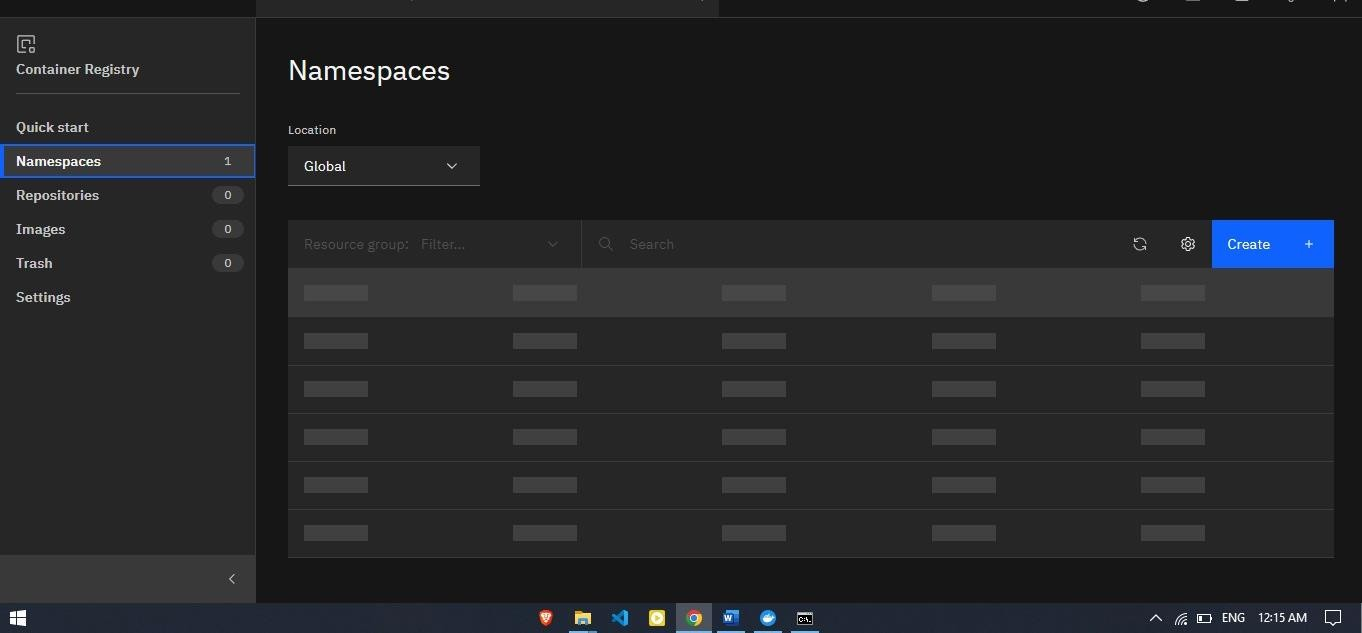 Container Registry
Quick start
Namespaces 1
Repositories 0
Images 0
Trash 0
Settings
Namespaces
Location
Global
Resource group: Filter... Search Create +
ENG 12:15 AM